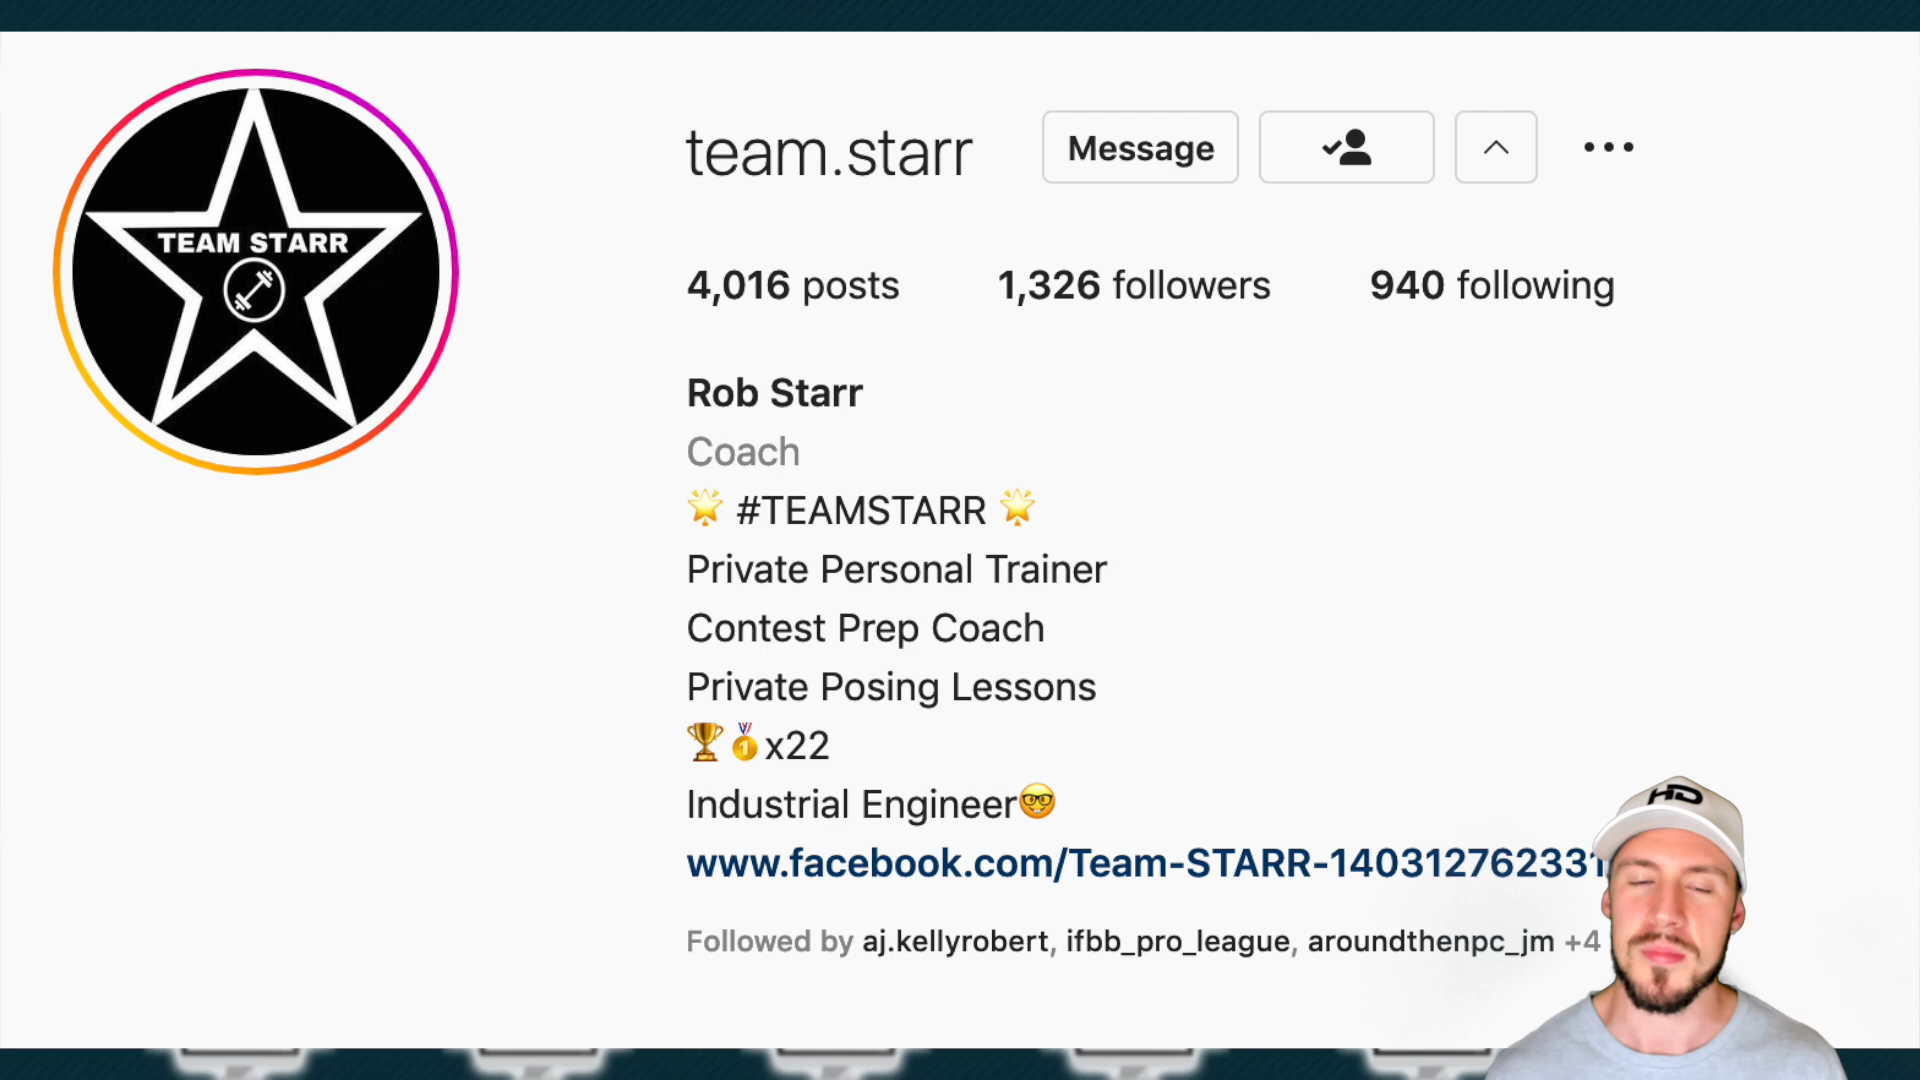 team.starr
Message
4,016 posts 1,326 followers 940 following
TEAM STARR
Rob Starr
Coach
🌟 #TEAMSTARR 🌟
Private Personal Trainer
Contest Prep Coach
Private Posing Lessons
🏆🥇x22
Industrial Engineer🤓
www.facebook.com/Team-STARR-140312762331
Followed by aj.kellyrobert, ifbb_pro_league, aroundthenpc_jm +4
HD